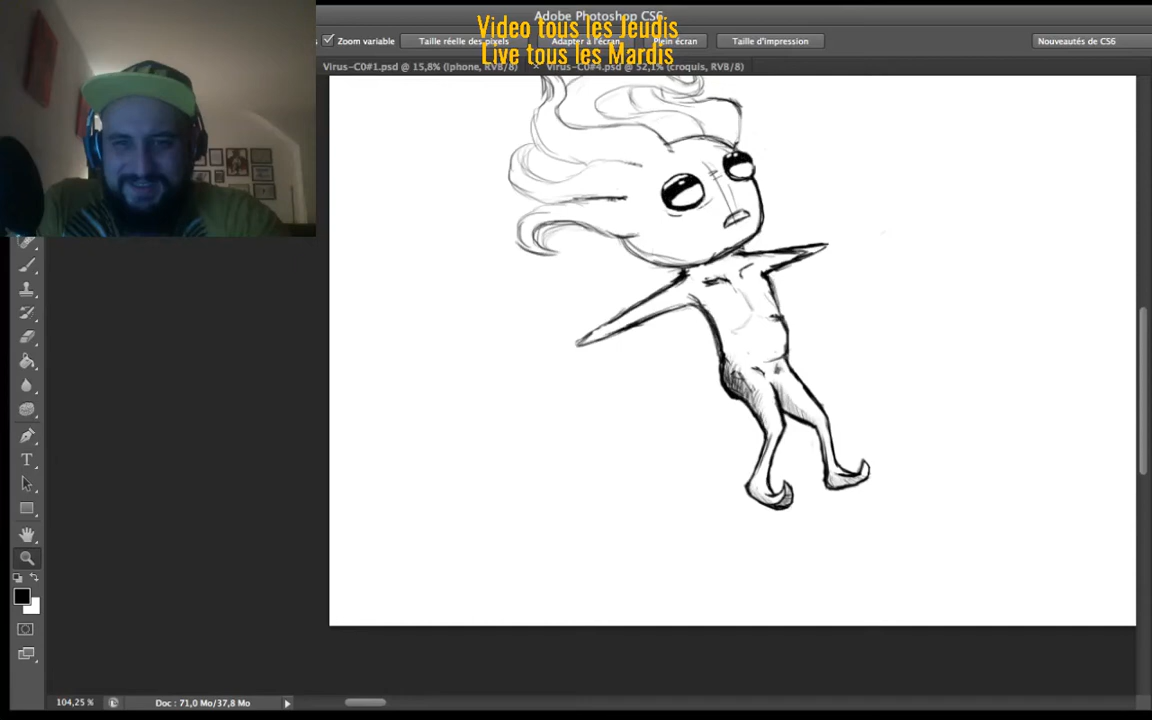 Adobe Photoshop CS6
Video tous les Jeudis
Live tous les Mardis
Zoom variable
Taille réelle des pixels
Adapter à l'écran
Plein écran
Taille d'impression
Nouveautés de CS6
Virus-C0#1.psd @ 15,8% (Iphone, RVB/8)
Virus-C0#4.psd @ 52,1% (croquis, RVB/8)
T
104,25 %
Doc : 71,0 Mo/37,8 Mo